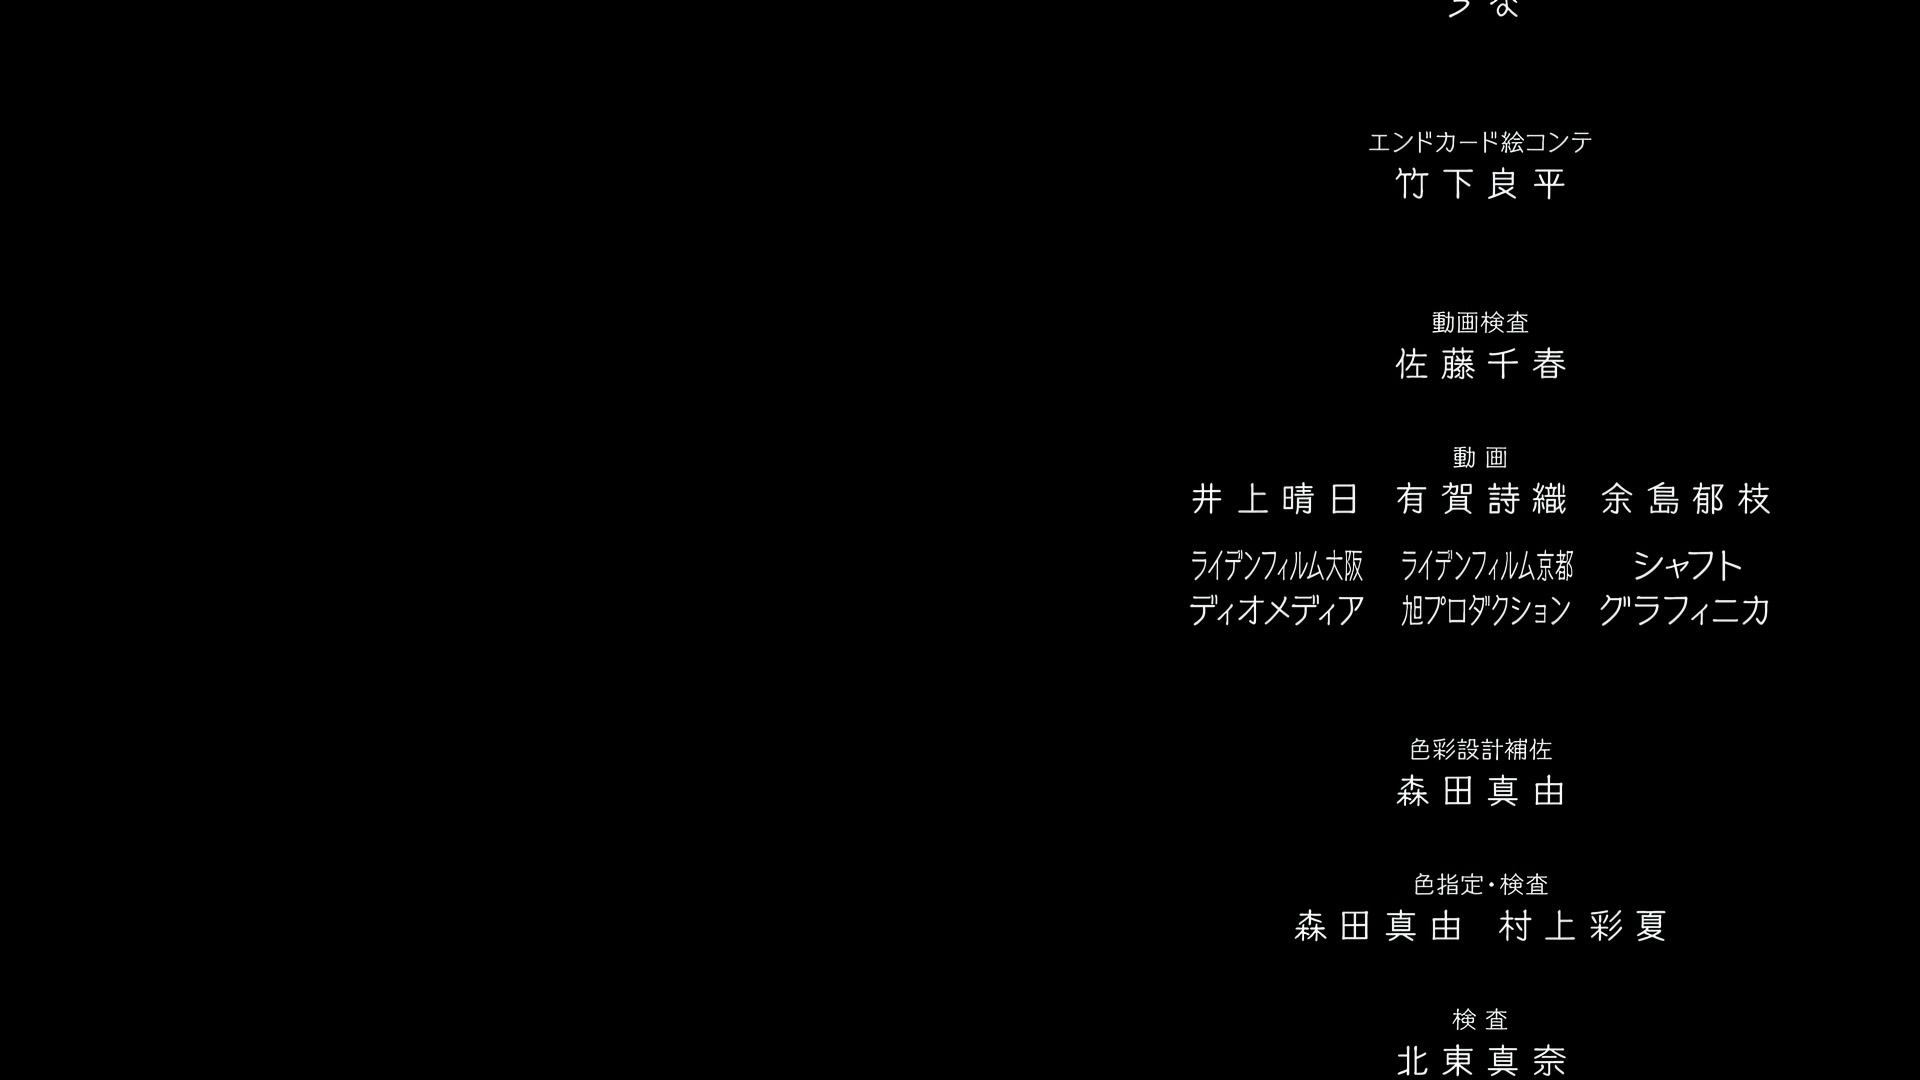 エンドカード絵コンテ
竹下良平
動画検査
佐藤千春
動画
井上晴日 有賀詩織 余島郁枝
ライデンフィルム大阪 ライデンフィルム京都 シャフト
ディオメディア 旭プロダクション グラフィニカ
色彩設計補佐
森田真由
色指定・検査
森田真由 村上彩夏
検査
北東真奈